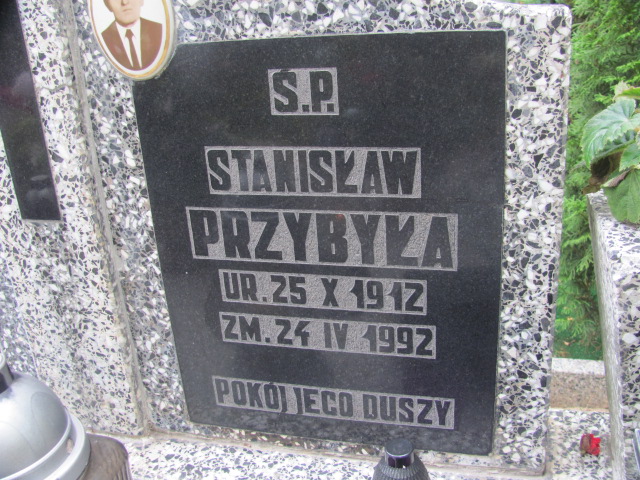 Ś.P.
STANISŁAW
PRZYBYŁA
UR. 25 X 1912
ZM. 24 IV 1992
POKÓJ JEGO DUSZY